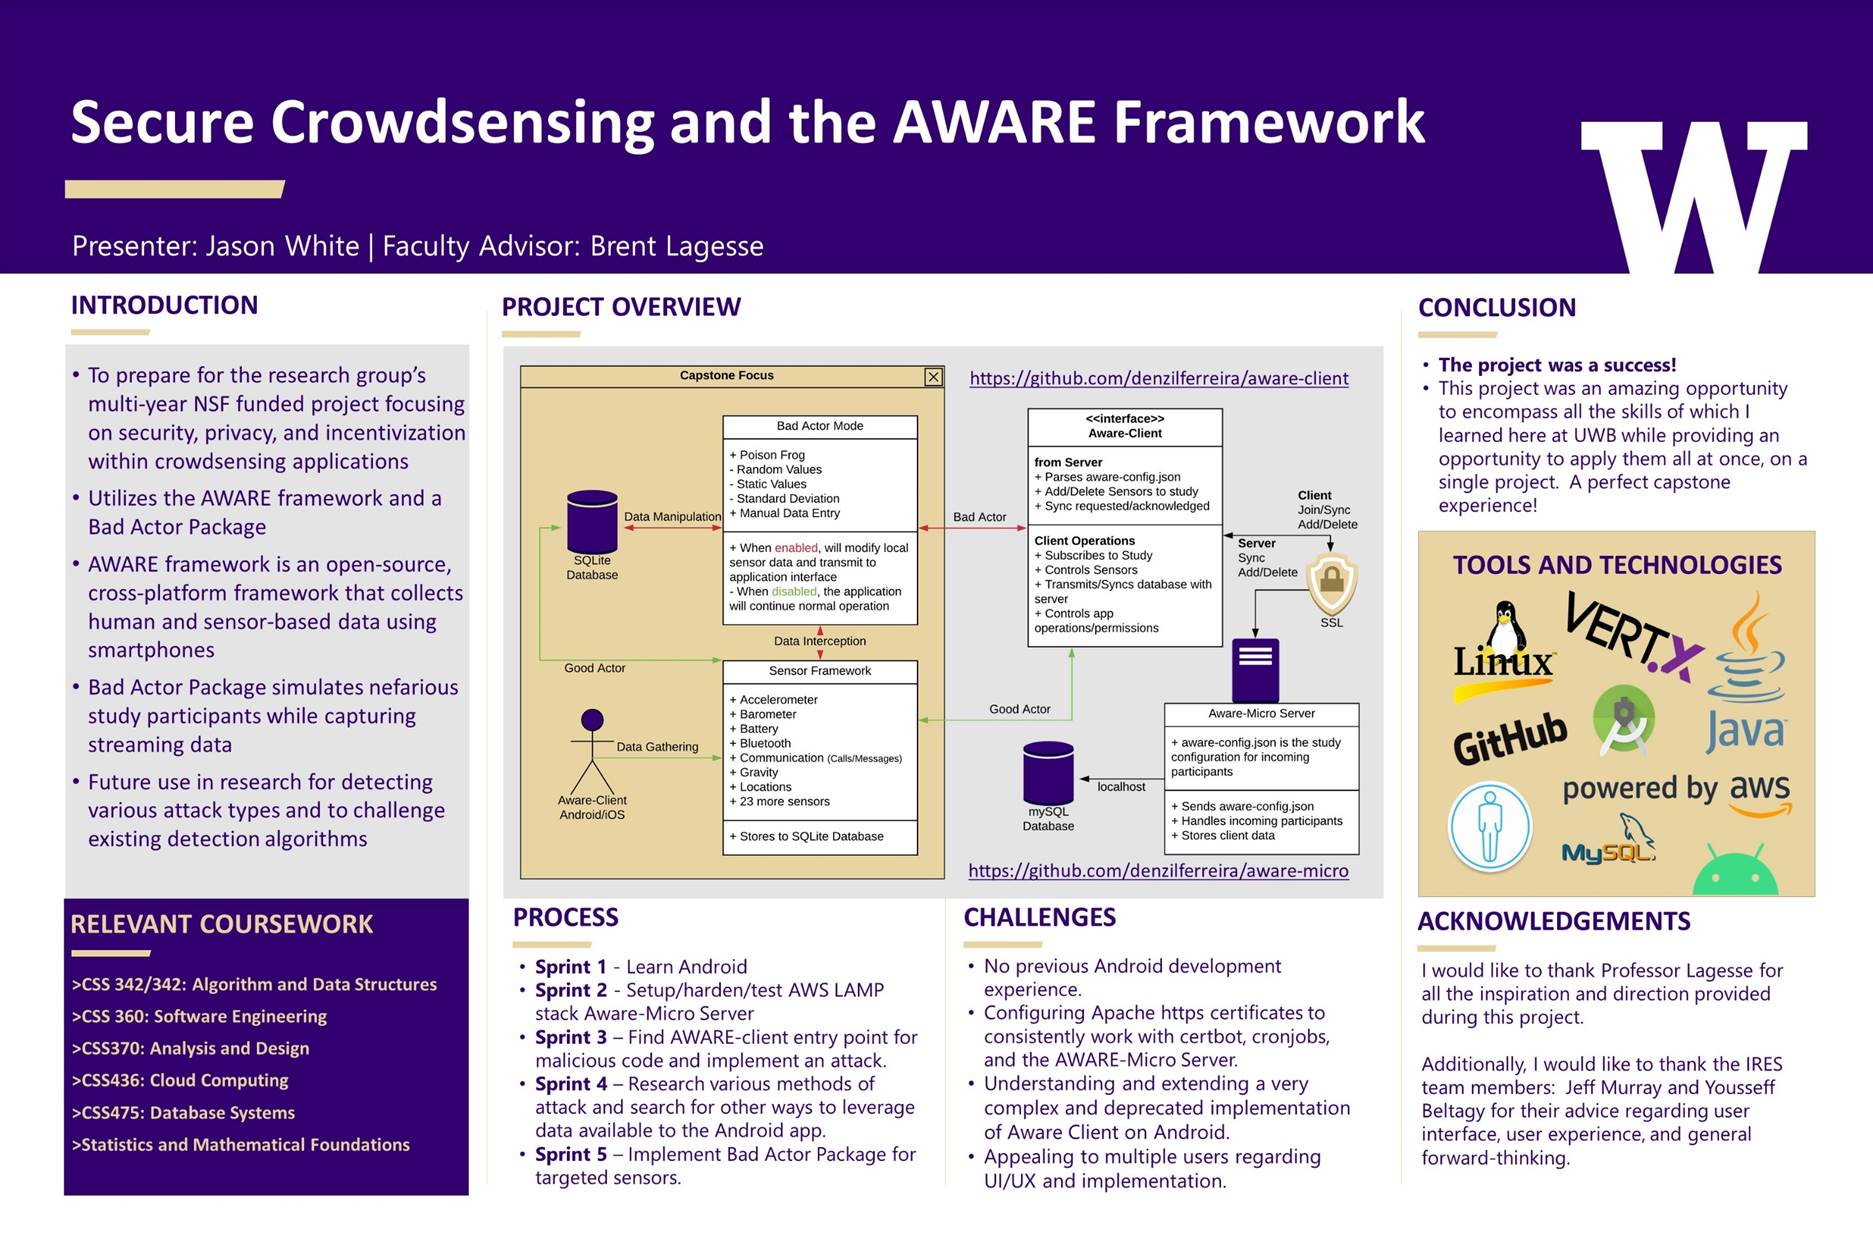 Secure Crowdsensing and the AWARE Framework
Presenter: Jason White | Faculty Advisor: Brent Lagesse
W
INTRODUCTION
• To prepare for the research group's
multi-year NSF funded project focusing
on security, privacy, and incentivization
within crowdsensing applications
• Utilizes the AWARE framework and a
Bad Actor Package
• AWARE framework is an open-source,
cross-platform framework that collects
human and sensor-based data using
smartphones
• Bad Actor Package simulates nefarious
study participants while capturing
streaming data
• Future use in research for detecting
various attack types and to challenge
existing detection algorithms
RELEVANT COURSEWORK
>CSS 342/342: Algorithm and Data Structures
>CSS 360: Software Engineering
>CSS370: Analysis and Design
>CSS436: Cloud Computing
>CSS475: Database Systems
>Statistics and Mathematical Foundations
PROJECT OVERVIEW
Capstone Focus
Bad Actor Mode
+ Poison Frog
- Random Values
- Static Values
- Standard Deviation
+ Manual Data Entry
+ When enabled, will modify local
sensor data and transmit to
application interface
- When disabled, the application
will continue normal operation
Data Manipulation
SQLite
Database
Data Interception
Good Actor
Sensor Framework
+ Accelerometer
+ Barometer
+ Battery
+ Bluetooth
+ Communication (Calls/Messages)
+ Gravity
+ Locations
+ 23 more sensors
+ Stores to SQLite Database
Data Gathering
Aware-Client
Android/iOS
https://github.com/denzilferreira/aware-client
Bad Actor
<<interface>>
Aware-Client
from Server
+ Parses aware-config.json
+ Add/Delete Sensors to study
+ Sync requested/acknowledged
Client Operations
+ Subscribes to Study
+ Controls Sensors
+ Transmits/Syncs database with
server
+ Controls app
operations/permissions
Client
Join/Sync
Add/Delete
Server
Sync
Add/Delete
SSL
Good Actor
Aware-Micro Server
+ aware-config.json is the study
configuration for incoming
participants
+ Sends aware-config.json
+ Handles incoming participants
+ Stores client data
localhost
mySQL
Database
https://github.com/denzilferreira/aware-micro
PROCESS
• Sprint 1 - Learn Android
• Sprint 2 - Setup/harden/test AWS LAMP
stack Aware-Micro Server
• Sprint 3 – Find AWARE-client entry point for
malicious code and implement an attack.
• Sprint 4 – Research various methods of
attack and search for other ways to leverage
data available to the Android app.
• Sprint 5 – Implement Bad Actor Package for
targeted sensors.
CHALLENGES
• No previous Android development
experience.
• Configuring Apache https certificates to
consistently work with certbot, cronjobs,
and the AWARE-Micro Server.
• Understanding and extending a very
complex and deprecated implementation
of Aware Client on Android.
• Appealing to multiple users regarding
UI/UX and implementation.
CONCLUSION
• The project was a success!
• This project was an amazing opportunity
to encompass all the skills of which I
learned here at UWB while providing an
opportunity to apply them all at once, on a
single project.  A perfect capstone
experience!
TOOLS AND TECHNOLOGIES
Linux™
VERT.X
Java™
GitHub
powered by aws
MySQL.
ACKNOWLEDGEMENTS
I would like to thank Professor Lagesse for
all the inspiration and direction provided
during this project.
Additionally, I would like to thank the IRES
team members:  Jeff Murray and Yousseff
Beltagy for their advice regarding user
interface, user experience, and general
forward-thinking.